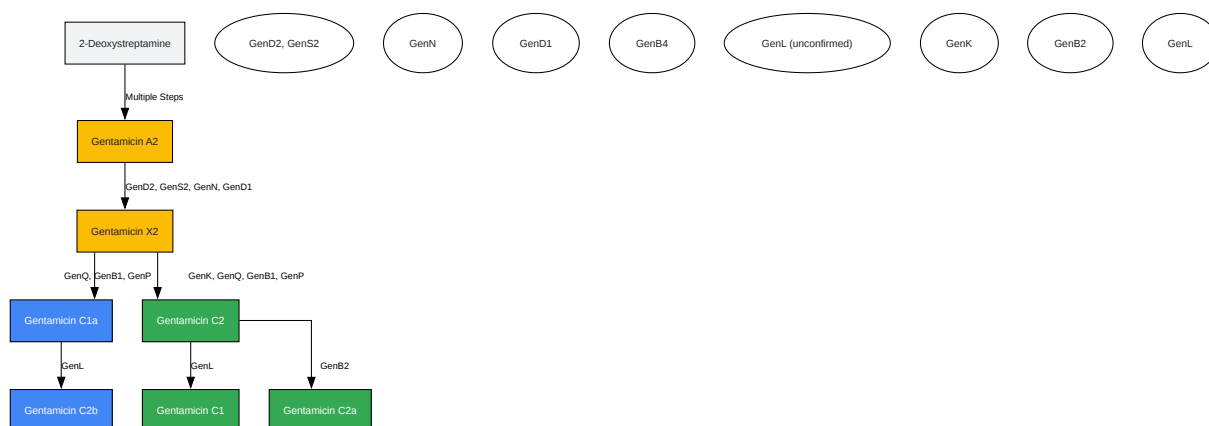 2-Deoxystreptamine
GenD2, GenS2
GenN
GenD1
GenB4
GenL (unconfirmed)
GenK
GenB2
GenL
Multiple Steps
Gentamicin A2
GenD2, GenS2, GenN, GenD1
Gentamicin X2
GenQ, GenB1, GenP
GenK, GenQ, GenB1, GenP
Gentamicin C1a
Gentamicin C2
GenL
GenL
GenB2
Gentamicin C2b
Gentamicin C1
Gentamicin C2a